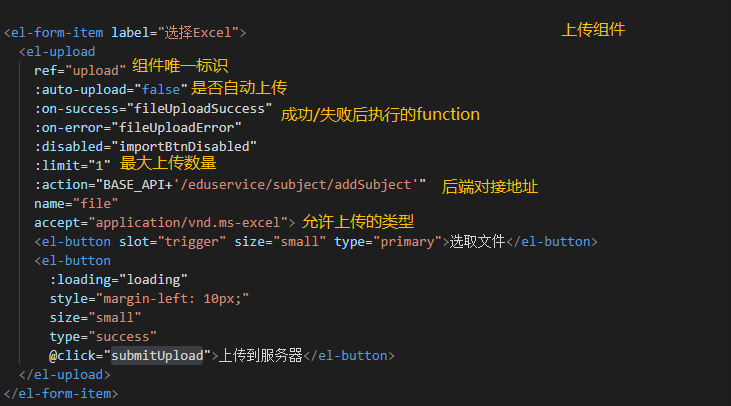 <el-form-item label="选择Excel"> 上传组件
<el-upload
ref="upload" 组件唯一标识
:auto-upload="false" 是否自动上传
:on-success="fileUploadSuccess" 成功/失败后执行的function
:on-error="fileUploadError"
:disabled="importBtnDisabled"
:limit="1" 最大上传数量
:action="BASE_API+'/eduservice/subject/addSubject'" 后端对接地址
name="file"
accept="application/vnd.ms-excel"> 允许上传的类型
<el-button slot="trigger" size="small" type="primary">选取文件</el-button>
<el-button
:loading="loading"
style="margin-left: 10px;"
size="small"
type="success"
@click="submitUpload">上传到服务器</el-button>
</el-upload>
</el-form-item>